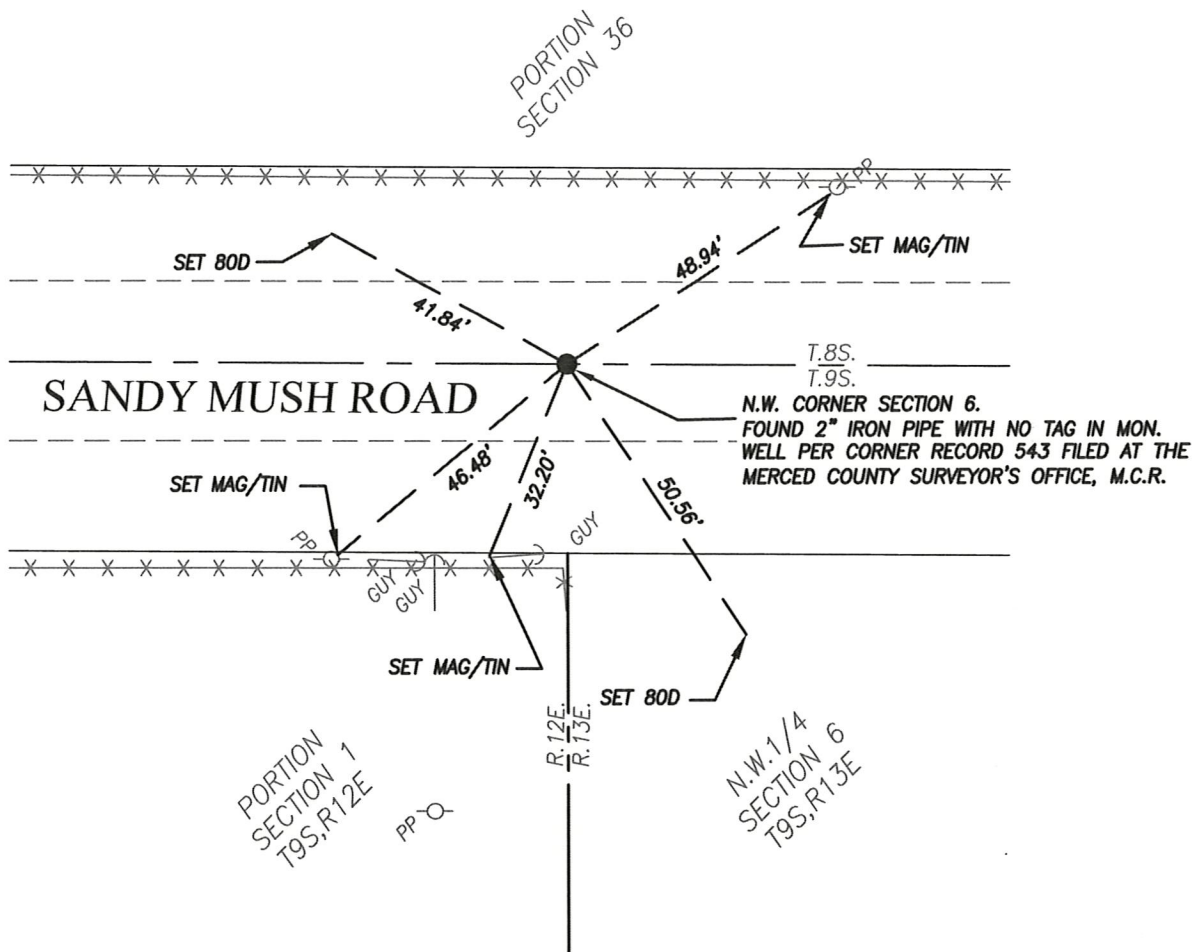 PORTION
SECTION 36
PP
SET 80D
SET MAG/TIN
48.94'
41.84'
T.8S.
T.9S.
SANDY MUSH ROAD
N.W. CORNER SECTION 6.
FOUND 2" IRON PIPE WITH NO TAG IN MON.
WELL PER CORNER RECORD 543 FILED AT THE
MERCED COUNTY SURVEYOR'S OFFICE, M.C.R.
46.48'
32.20'
50.56'
SET MAG/TIN
PP
GUY
GUY
GUY
SET MAG/TIN
SET 80D
R.12E.
R.13E.
PORTION
SECTION 1
T9S,R12E
PP
N.W.1/4
SECTION 6
T9S,R13E